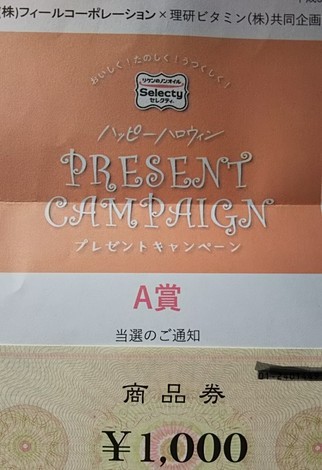 (株)フィールコーポレーション×理研ビタミン(株)共同企画
おいしく!たのしく!うつくしく!
リケンのノンオイル
Selecty
セレクティ
ハッピーハロウィン
PRESENT
CAMPAIGN
プレゼントキャンペーン
A賞
当選のご通知
商品券
¥1,000